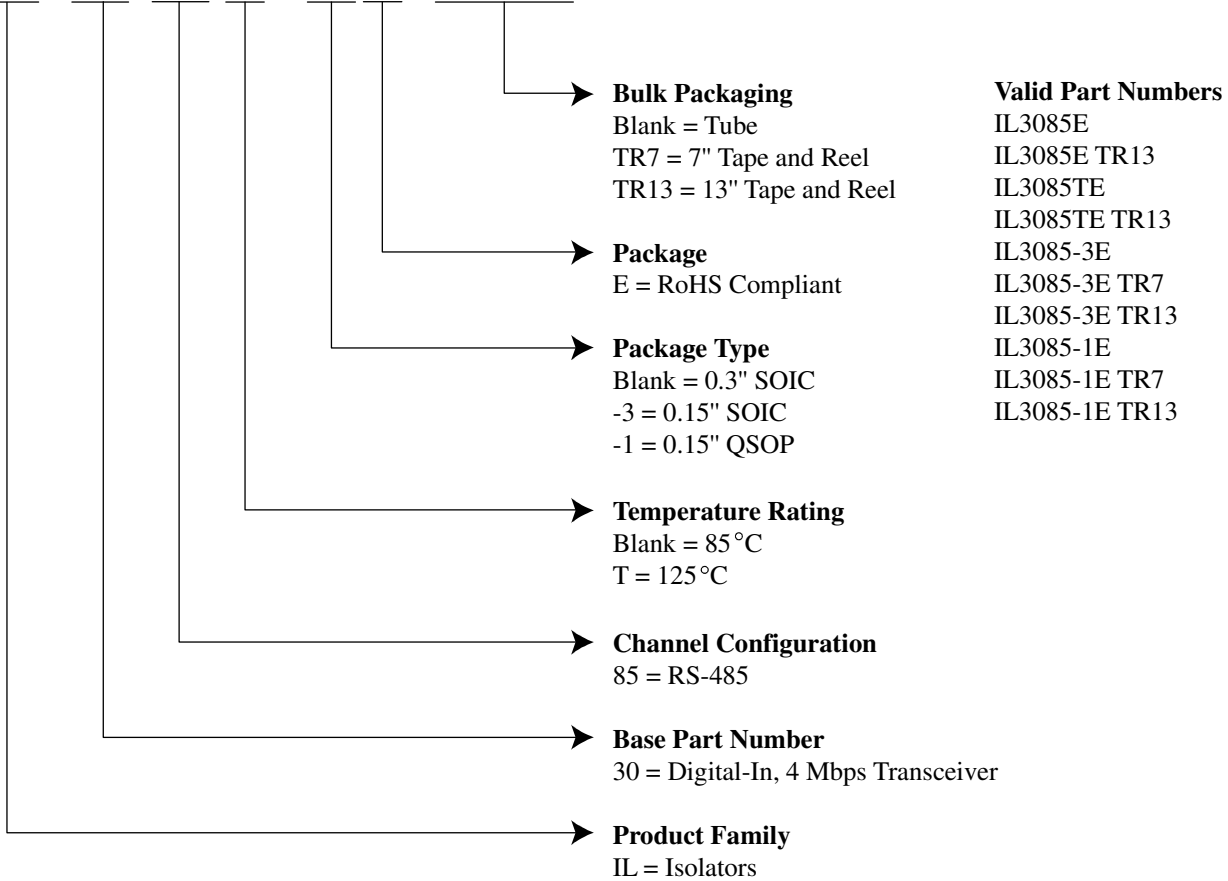 Bulk Packaging
Blank = Tube
TR7 = 7" Tape and Reel
TR13 = 13" Tape and Reel
Package
E = RoHS Compliant
Package Type
Blank = 0.3" SOIC
-3 = 0.15" SOIC
-1 = 0.15" QSOP
Temperature Rating
Blank = 85°C
T = 125°C
Channel Configuration
85 = RS-485
Base Part Number
30 = Digital-In, 4 Mbps Transceiver
Product Family
IL = Isolators
Valid Part Numbers
IL3085E
IL3085E TR13
IL3085TE
IL3085TE TR13
IL3085-3E
IL3085-3E TR7
IL3085-3E TR13
IL3085-1E
IL3085-1E TR7
IL3085-1E TR13